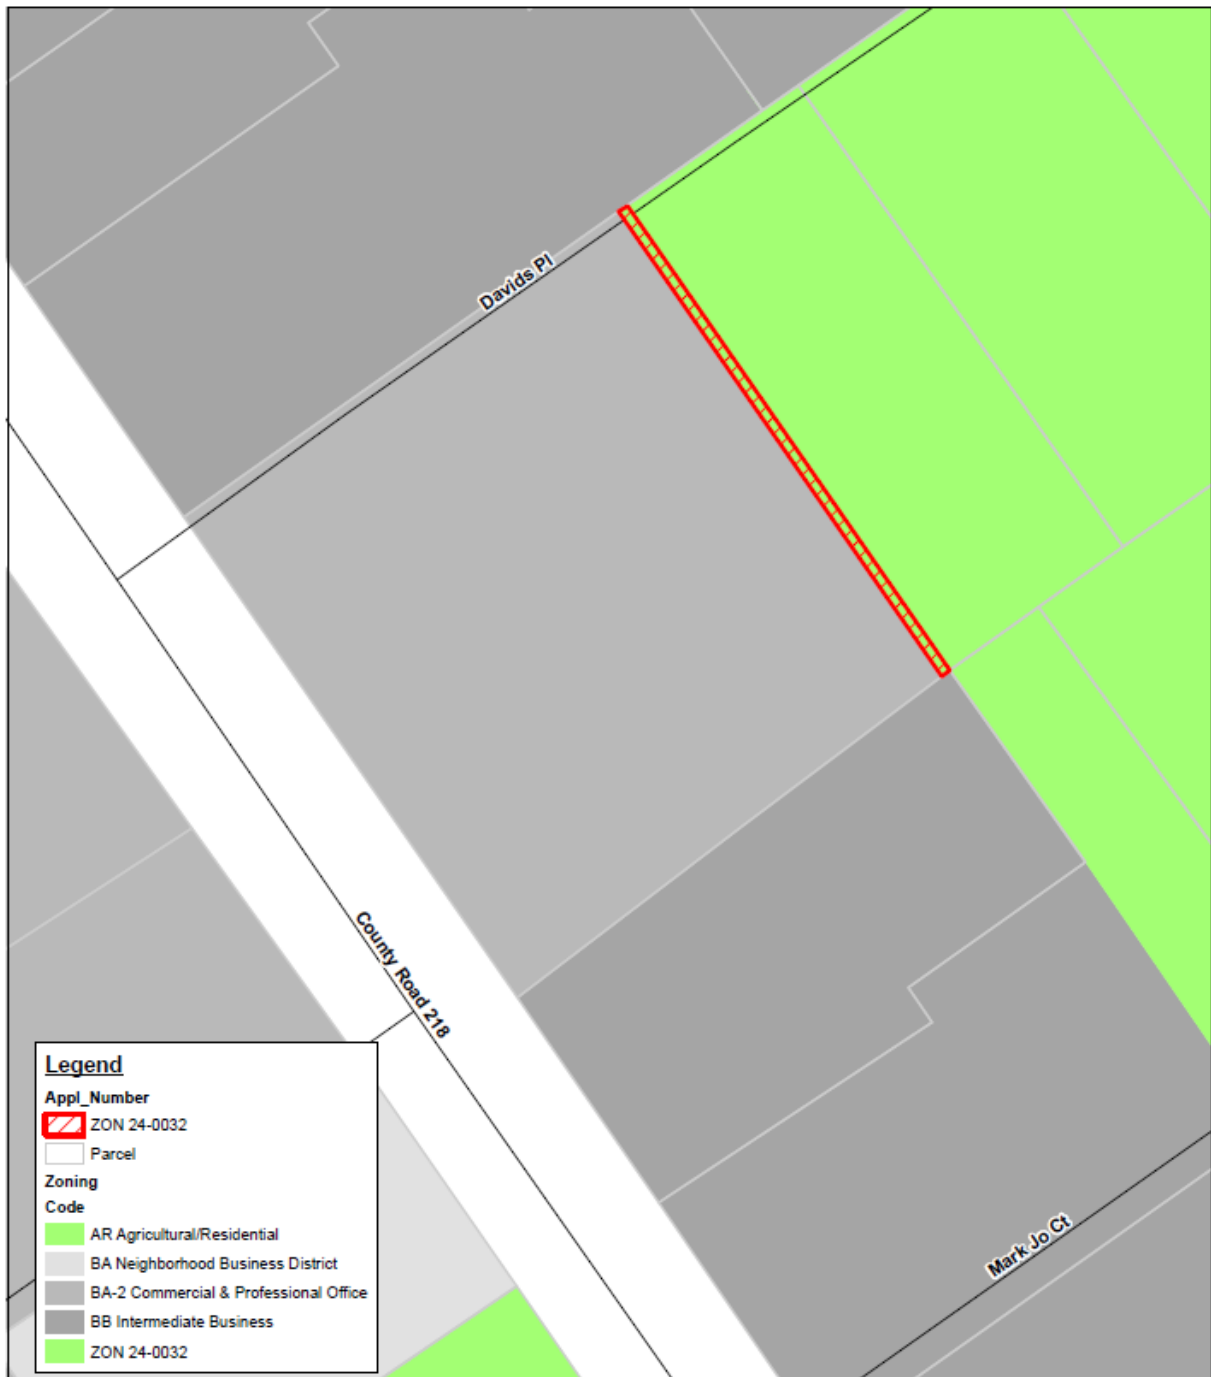 Davids Pl
County Road 218
Mark Jo Ct
Legend
Appl_Number
ZON 24-0032
Parcel
Zoning
Code
AR Agricultural/Residential
BA Neighborhood Business District
BA-2 Commercial & Professional Office
BB Intermediate Business
ZON 24-0032